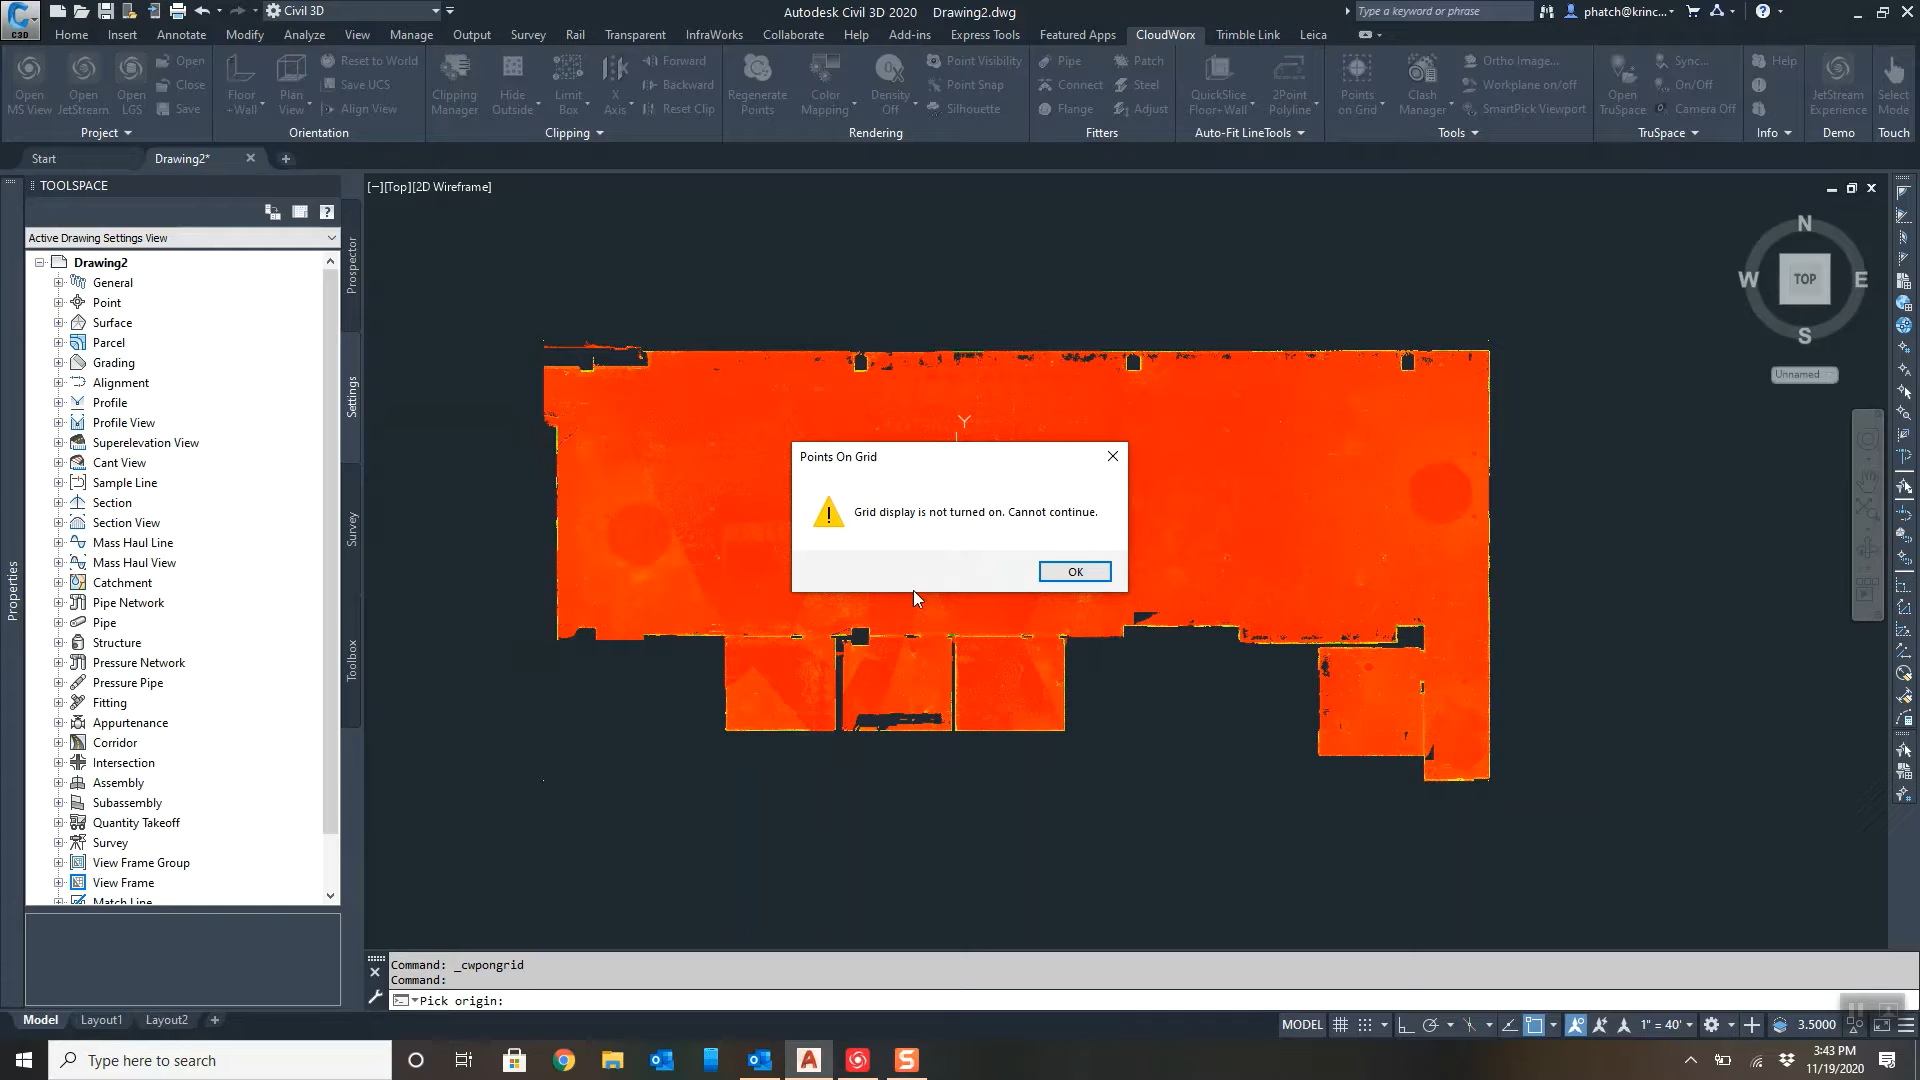 C3D
Civil 3D
Autodesk Civil 3D 2020 Drawing2.dwg
Type a keyword or phrase
phatch@krinc...
Home Insert Annotate Modify Analyze View Manage Output Survey Rail Transparent InfraWorks Collaborate Help Add-ins Express Tools Featured Apps CloudWorx Trimble Link Leica
Open MS View
Open JetStream
Open LGS
Open
Close
Save
Project
Floor +Wall
Plan View
Reset to World
Save UCS
Align View
Orientation
Clipping Manager
Hide Outside
Limit Box
X Axis
Forward
Backward
Reset Clip
Clipping
Regenerate Points
Color Mapping
Density Off
Point Visibility
Point Snap
Silhouette
Rendering
Pipe
Connect
Flange
Patch
Steel
Adjust
Fitters
QuickSlice Floor+Wall
2Point Polyline
Auto-Fit LineTools
Points on Grid
Clash Manager
Ortho Image...
Workplane on/off
SmartPick Viewport
Tools
Open TruSpace
Sync...
On/Off
Camera Off
TruSpace
Help
Info
JetStream Experience
Demo
Select Mode
Touch
Start
Drawing2*
TOOLSPACE
[−][Top][2D Wireframe]
Active Drawing Settings View
Drawing2
General
Point
Surface
Parcel
Grading
Alignment
Profile
Profile View
Superelevation View
Cant View
Sample Line
Section
Section View
Mass Haul Line
Mass Haul View
Catchment
Pipe Network
Pipe
Structure
Pressure Network
Pressure Pipe
Fitting
Appurtenance
Corridor
Intersection
Assembly
Subassembly
Quantity Takeoff
Survey
View Frame Group
View Frame
Match Line
Prospector
Settings
Survey
Toolbox
Properties
N
W
TOP
E
S
Unnamed
Y
Points On Grid
Grid display is not turned on. Cannot continue.
OK
Command: _cwpongrid
Command:
Pick origin:
Model Layout1 Layout2
MODEL
1" = 40'
3.5000
Type here to search
3:43 PM
11/19/2020